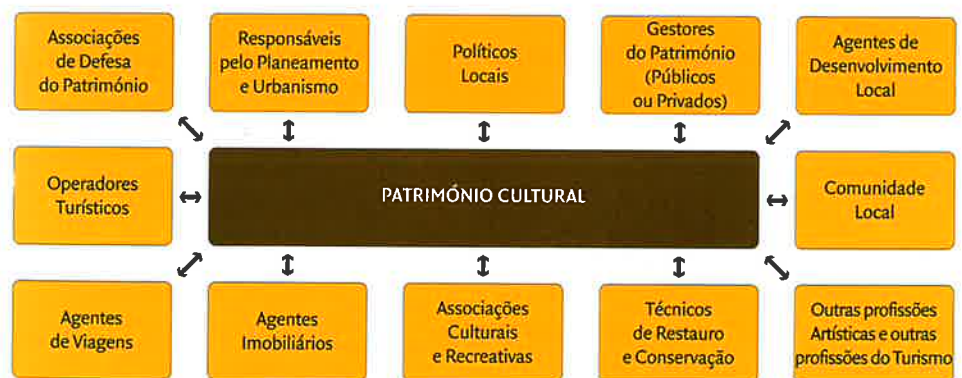 Associações
de Defesa
do Património
Responsáveis
pelo Planeamento
e Urbanismo
Políticos
Locais
Gestores
do Património
(Públicos
ou Privados)
Agentes de
Desenvolvimento
Local
Operadores
Turísticos
PATRIMÓNIO CULTURAL
Comunidade
Local
Agentes
de Viagens
Agentes
Imobiliários
Associações
Culturais
e Recreativas
Técnicos
de Restauro
e Conservação
Outras profissões
Artísticas e outras
profissões do Turismo